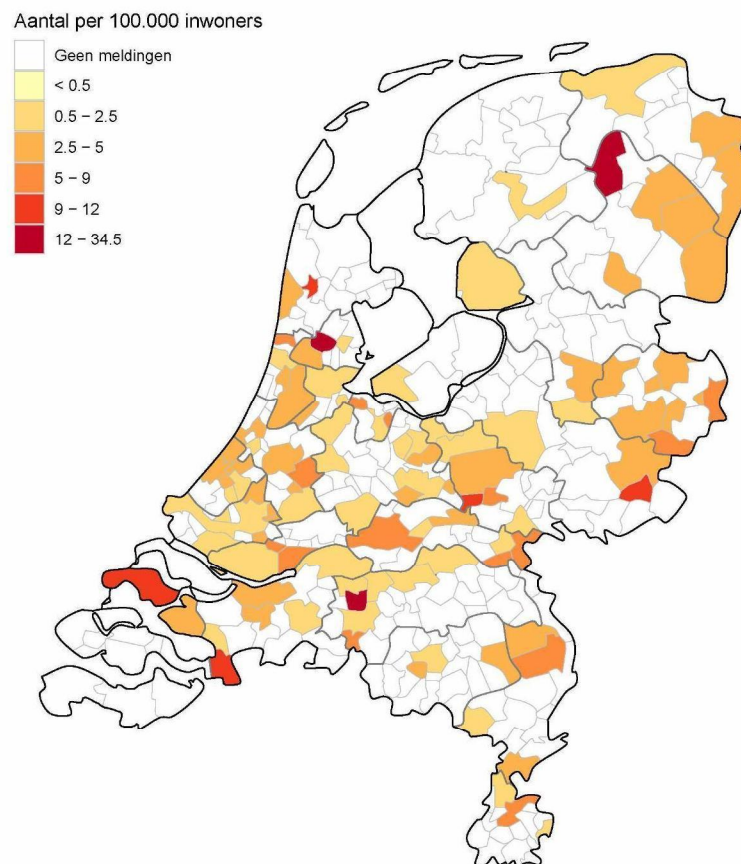 Aantal per 100.000 inwoners
Geen meldingen
< 0.5
0.5 – 2.5
2.5 – 5
5 – 9
9 – 12
12 – 34.5